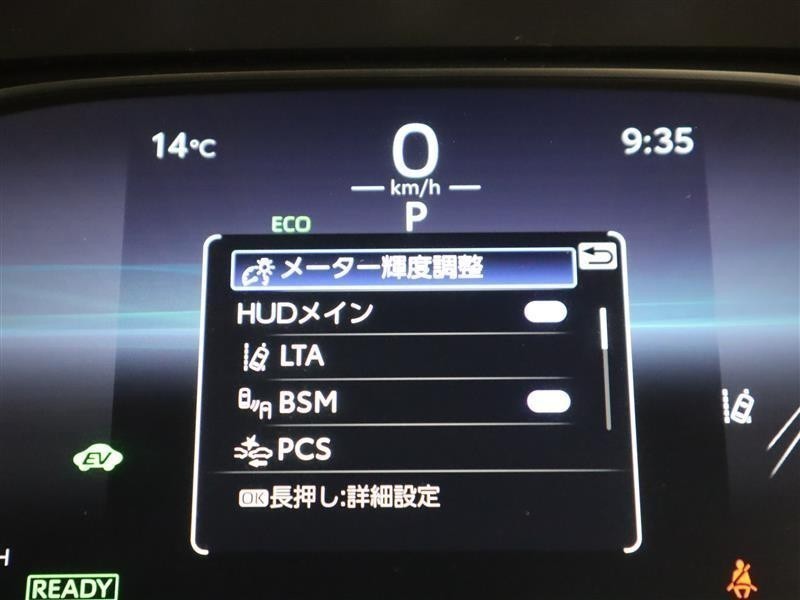 14℃
0
9:35
km/h
P
ECO
メーター輝度調整
HUDメイン
LTA
BSM
PCS
EV
OK長押し:詳細設定
H
READY